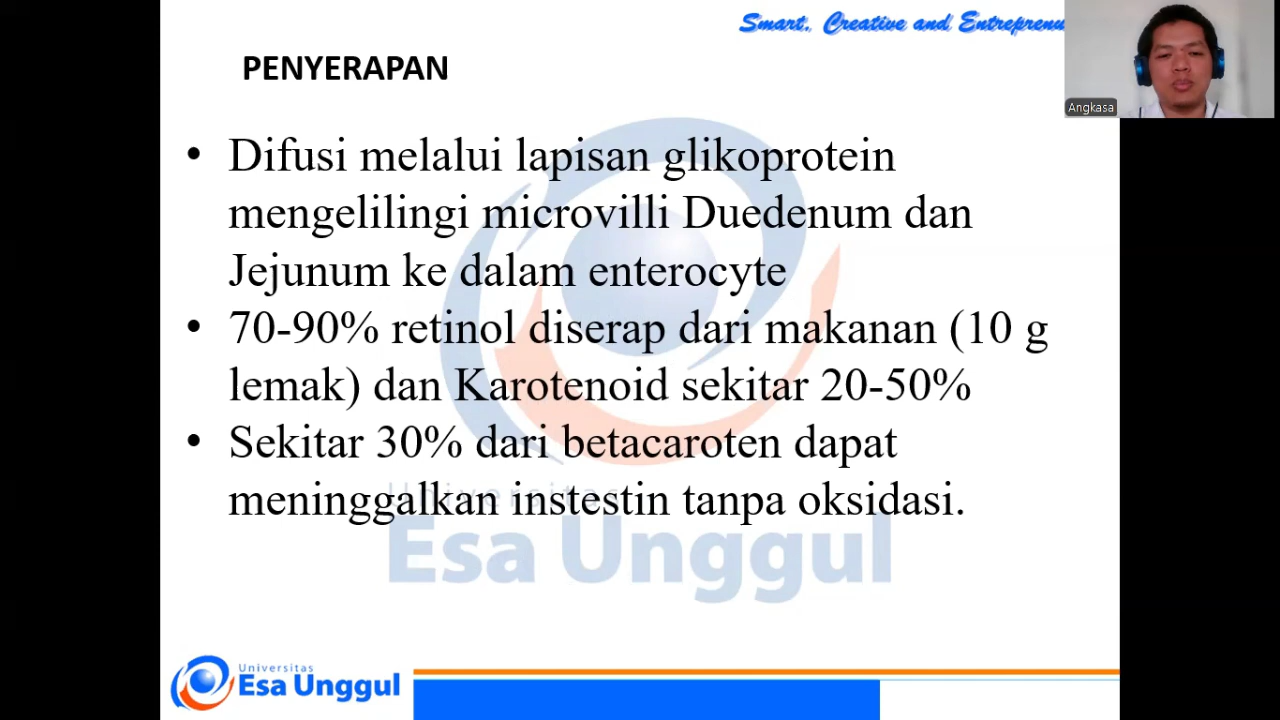 Smart, Creative and Entreprenu
PENYERAPAN
Angkasa
• Difusi melalui lapisan glikoprotein
mengelilingi microvilli Duedenum dan
Jejunum ke dalam enterocyte
• 70-90% retinol diserap dari makanan (10 g
lemak) dan Karotenoid sekitar 20-50%
• Sekitar 30% dari betacaroten dapat
meninggalkan instestin tanpa oksidasi.
Universitas
Esa Unggul
Universitas
Esa Unggul